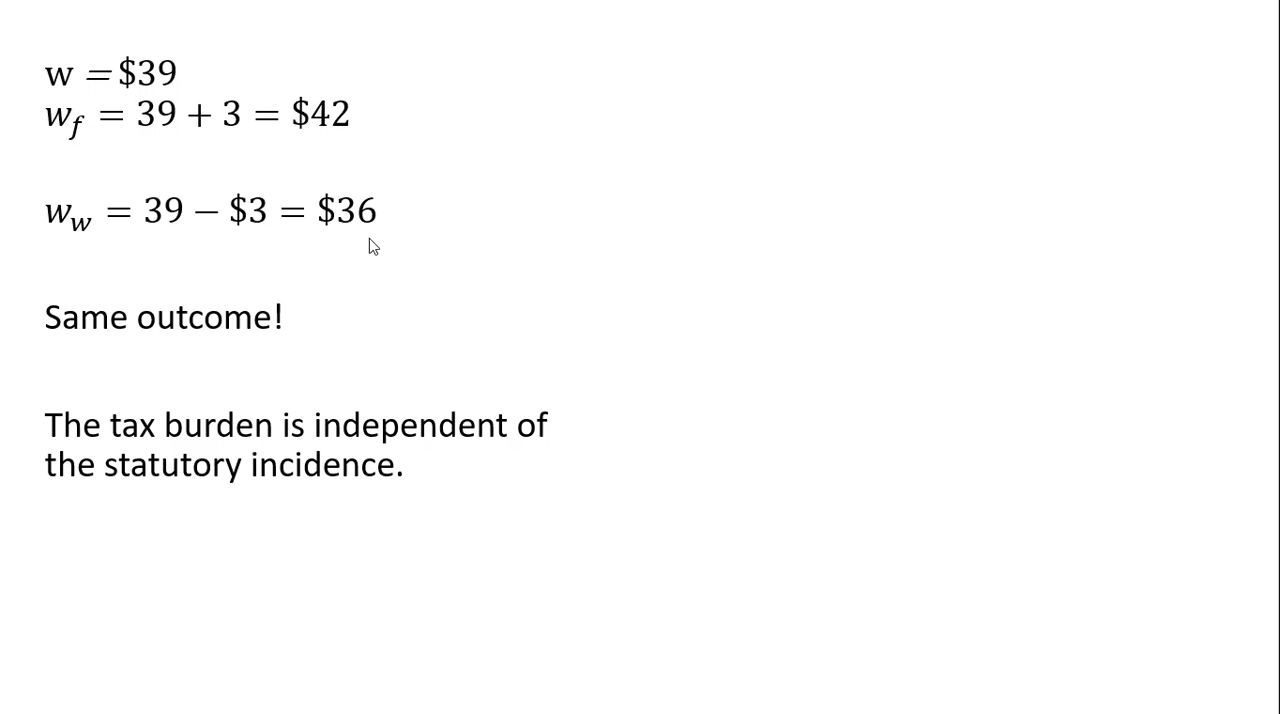 w = $39
w_f = 39 + 3 = $42
w_w = 39 − $3 = $36
Same outcome!
The tax burden is independent of
the statutory incidence.